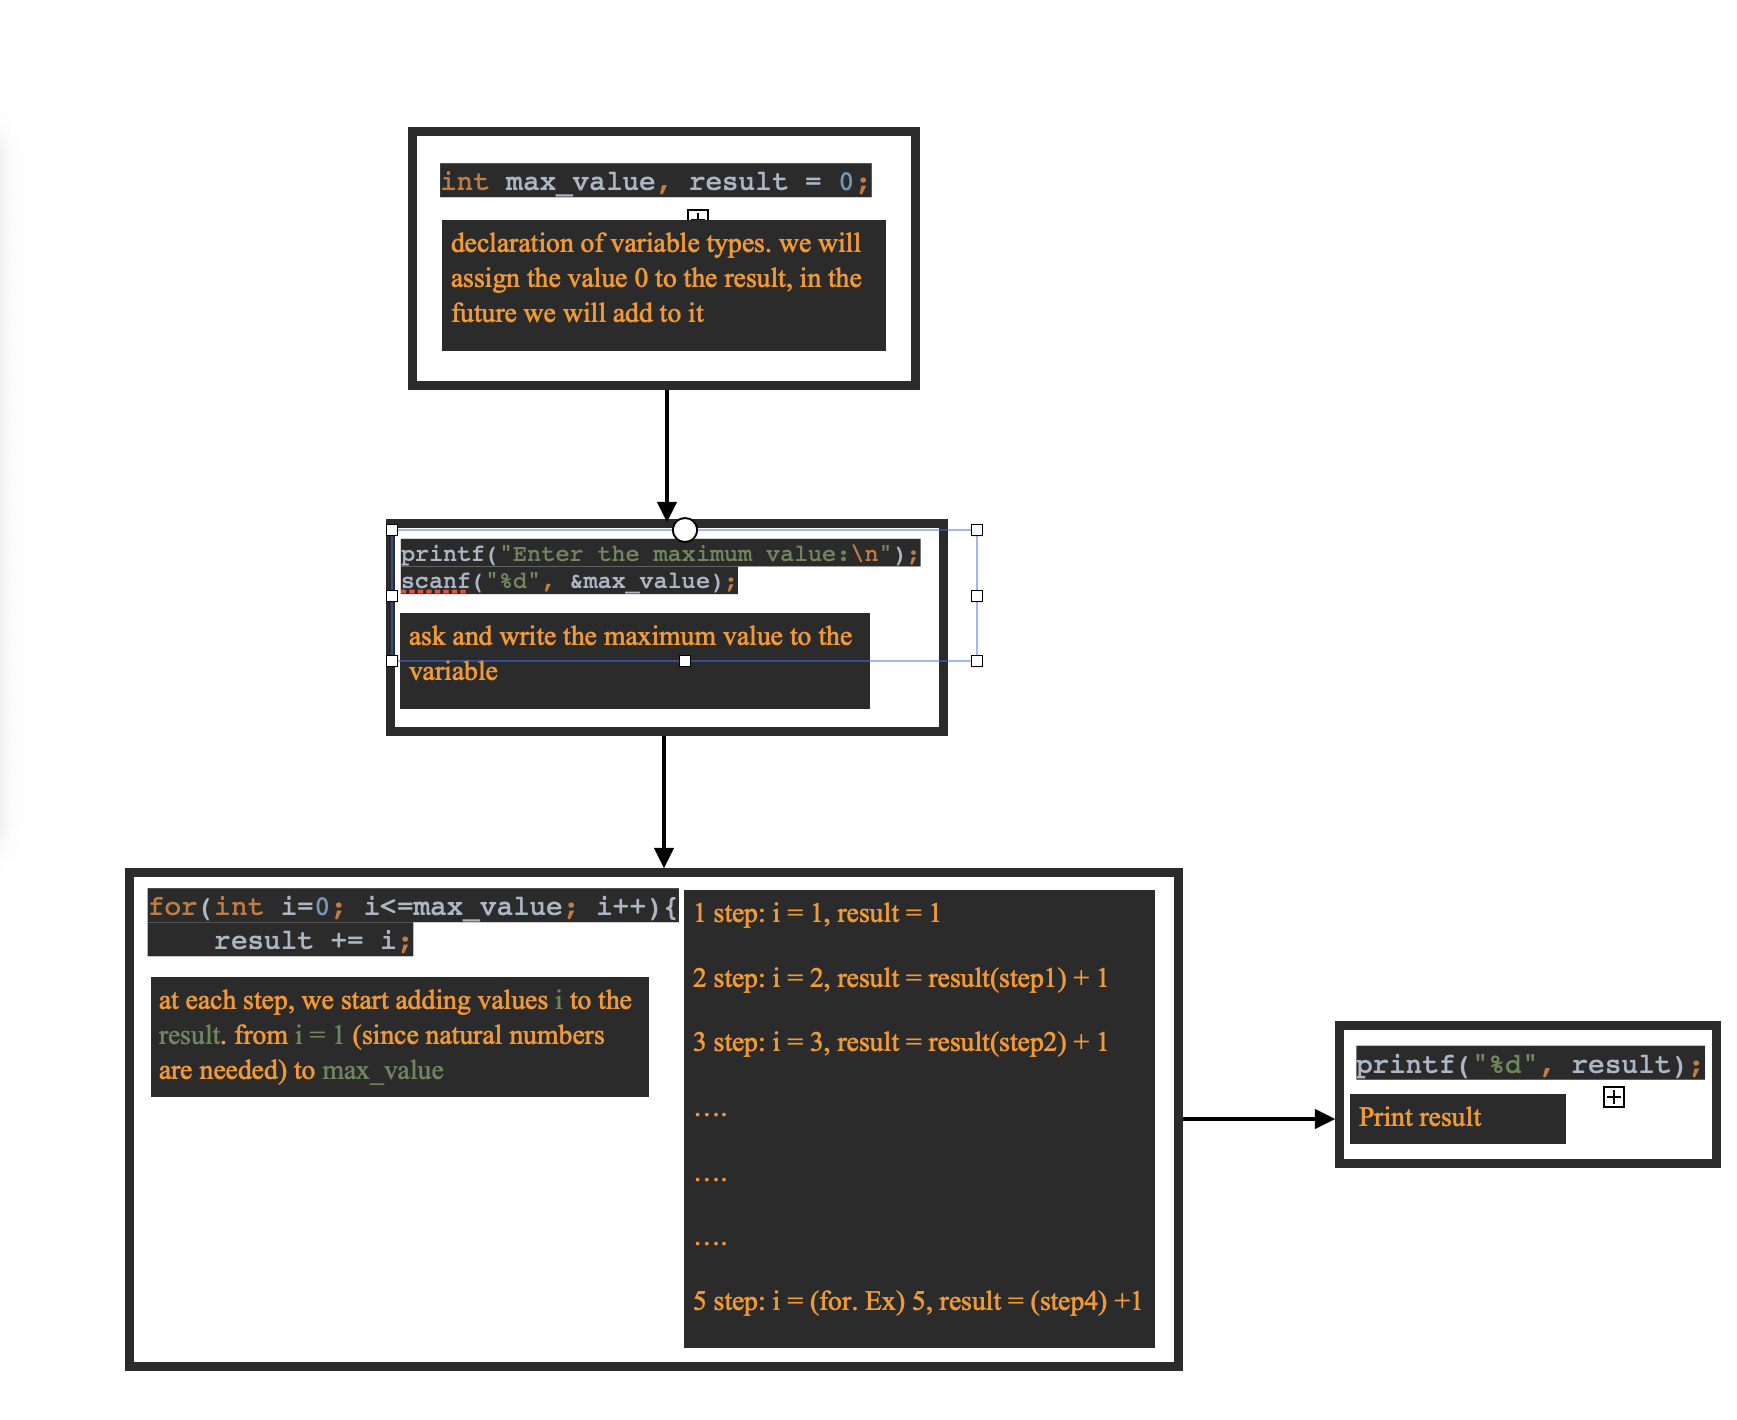 int max_value, result = 0;
declaration of variable types. we will
assign the value 0 to the result, in the
future we will add to it
printf("Enter the maximum value:\n");
scanf("%d", &max_value);
ask and write the maximum value to the
variable
for(int i=0; i<=max_value; i++){
    result += i;
at each step, we start adding values i to the
result. from i = 1 (since natural numbers
are needed) to max_value
1 step: i = 1, result = 1
2 step: i = 2, result = result(step1) + 1
3 step: i = 3, result = result(step2) + 1
....
....
....
5 step: i = (for. Ex) 5, result = (step4) +1
printf("%d", result);
Print result